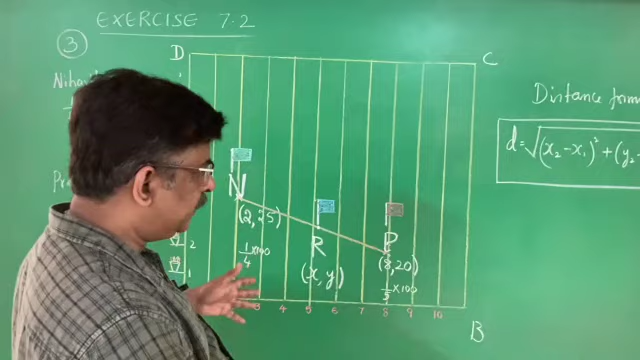 EXERCISE 7.2
3
D
C
Distance
d=√(x₂-x₁)²+(y₂-
N
(2, 25)
1/4 ×100
R
(x, y)
P
(8, 20)
1/5 ×100
2
1
3 4 5 6 7 8 9 10
B